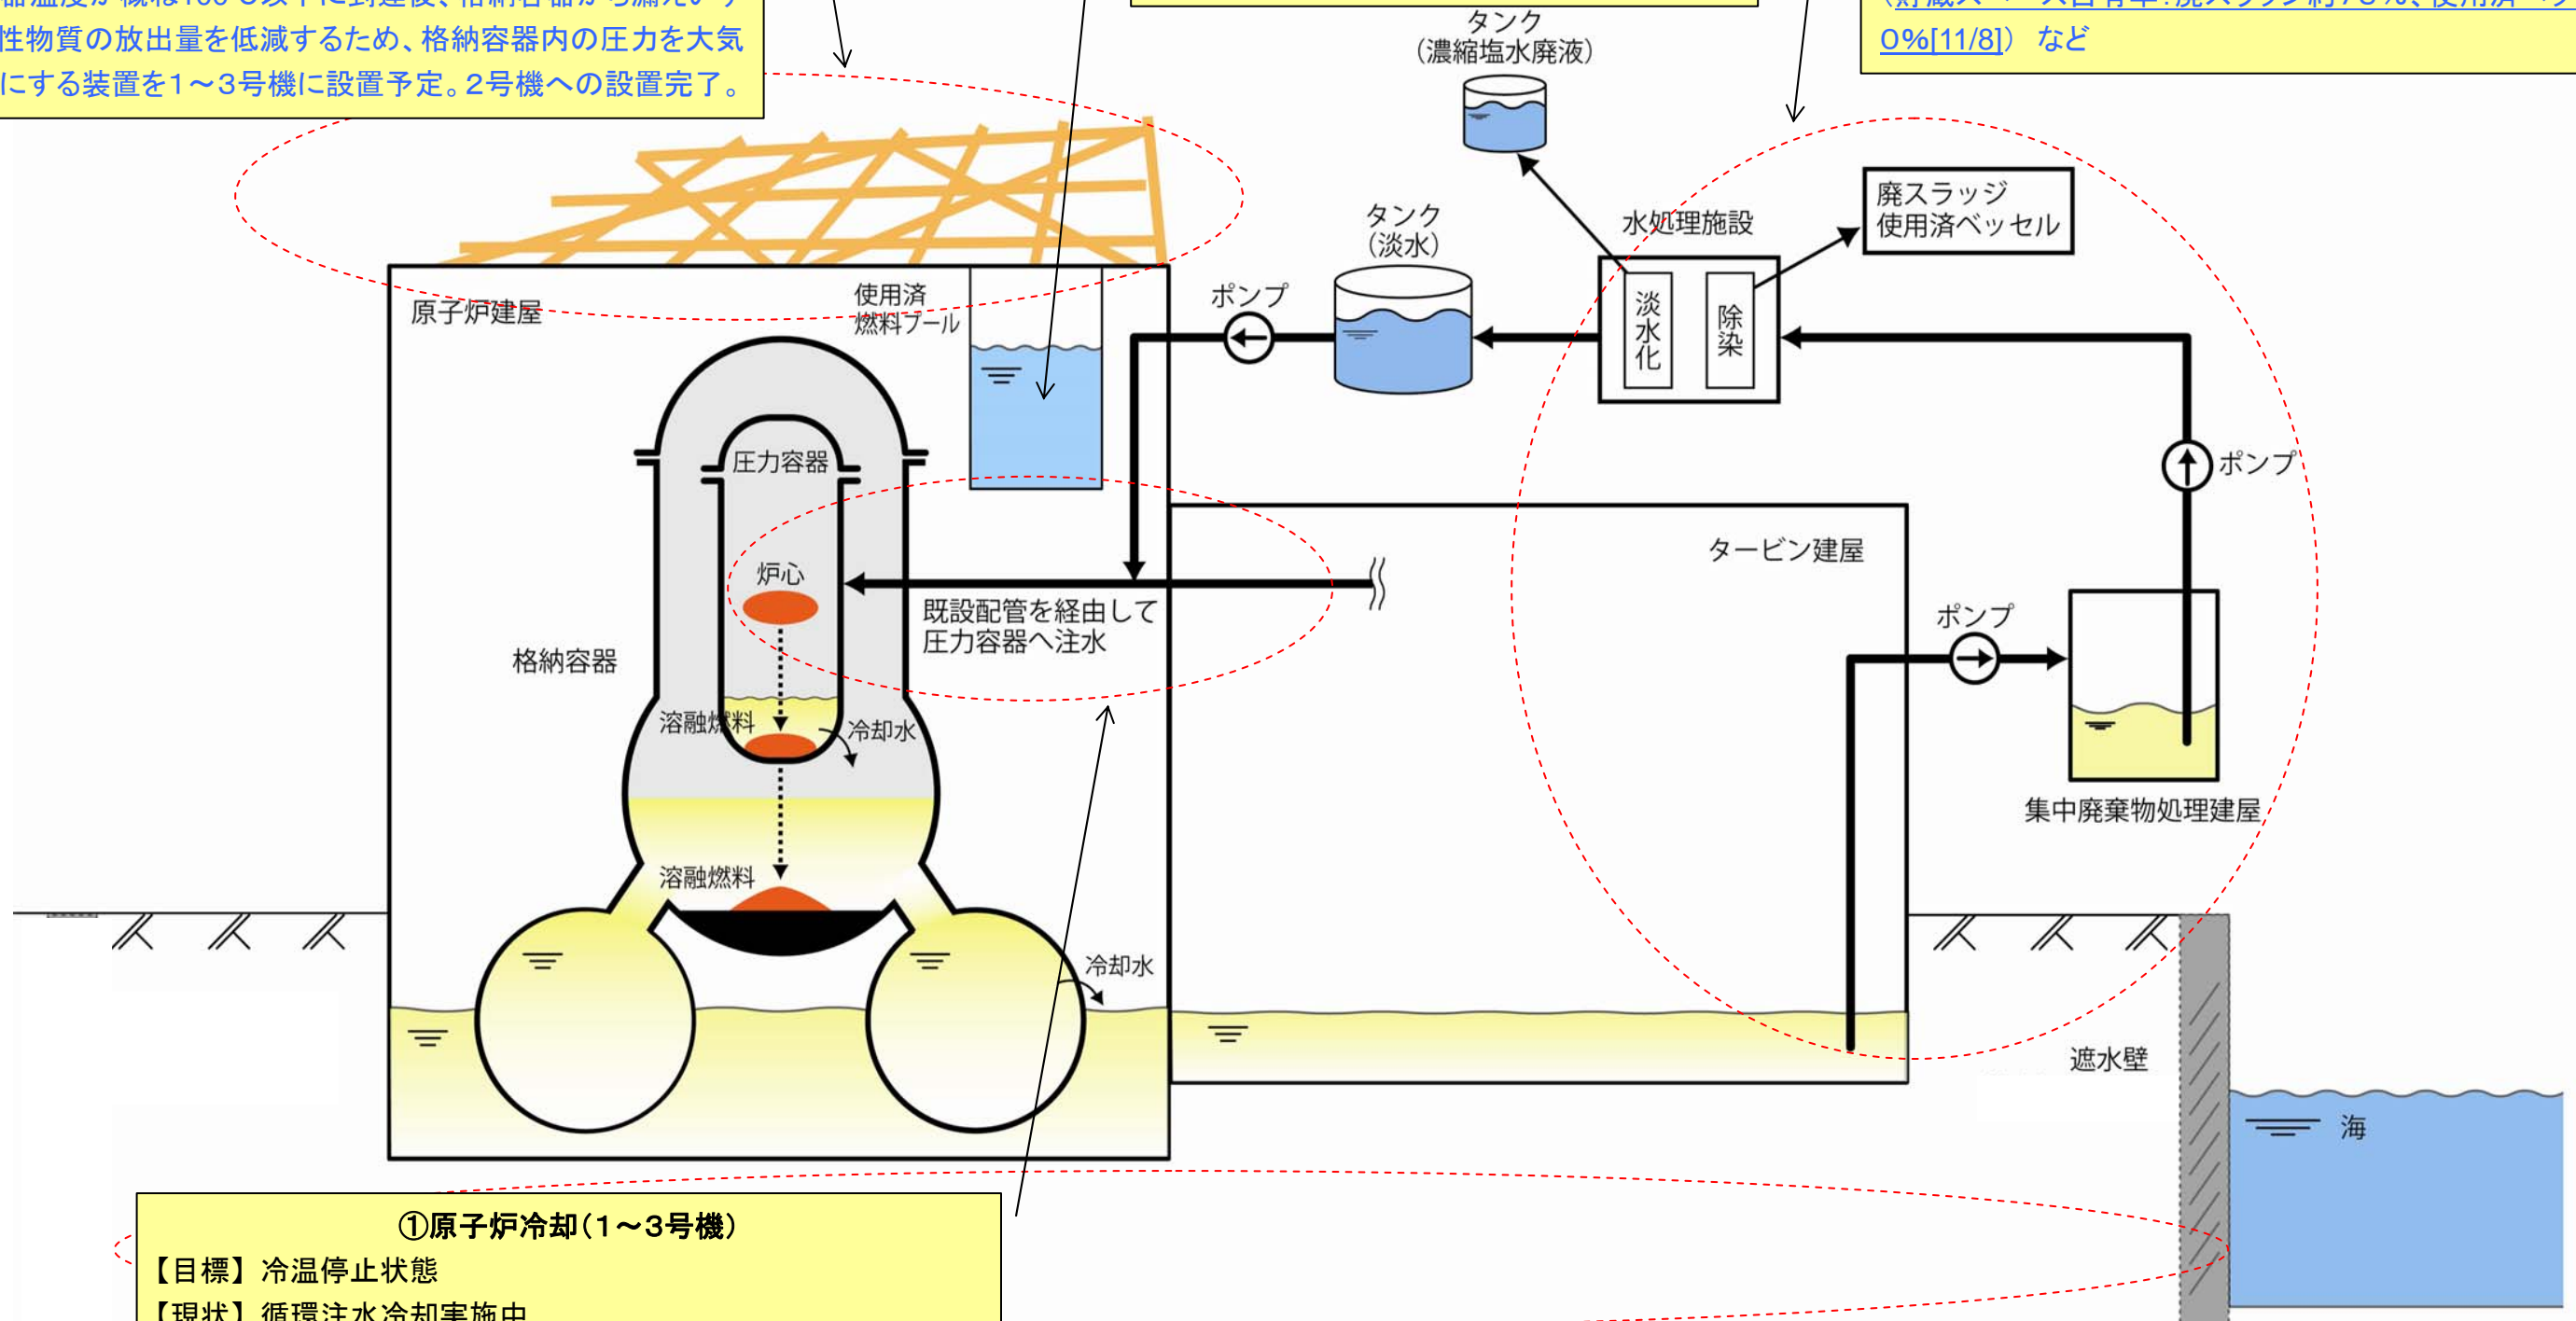 性物質の放出量を低減するため、格納容器内の圧力を大気
にする装置を1～3号機に設置予定。2号機への設置完了。
0%[11/8]） など
タンク
（濃縮塩水廃液）
廃スラッジ
使用済ベッセル
タンク
（淡水）
水処理施設
淡水化
除染
ポンプ
原子炉建屋
使用済
燃料プール
圧力容器
ポンプ
タービン建屋
炉心
既設配管を経由して
圧力容器へ注水
ポンプ
格納容器
溶融燃料
冷却水
集中廃棄物処理建屋
溶融燃料
冷却水
遮水壁
海
①原子炉冷却（1～3号機）
【目標】 冷温停止状態
【現状】 循環注水冷却実施中